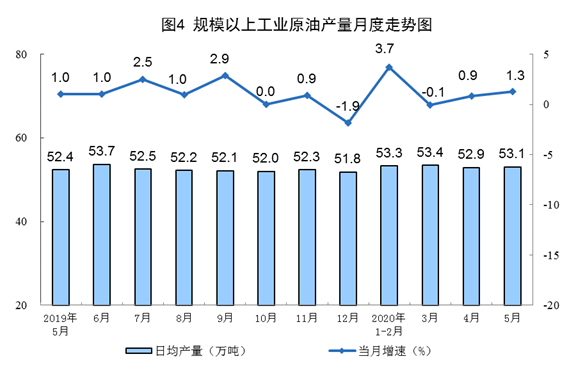 图4 规模以上工业原油产量月度走势图
80 5
60 0
40 -5
20 -10
-15
-20
1.0 1.0 2.5 1.0 2.9 0.0 0.9 -1.9 3.7 -0.1 0.9 1.3
52.4 53.7 52.5 52.2 52.1 52.0 52.3 51.8 53.3 53.4 52.9 53.1
2019年 6月 7月 8月 9月 10月 11月 12月 2020年 3月 4月 5月
5月 1-2月
日均产量（万吨） 当月增速（%）